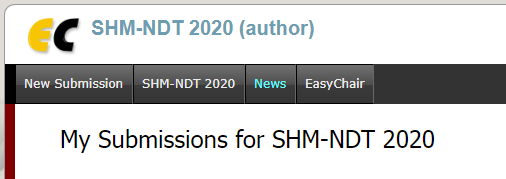 EC
SHM-NDT 2020 (author)
New Submission SHM-NDT 2020 News EasyChair
My Submissions for SHM-NDT 2020